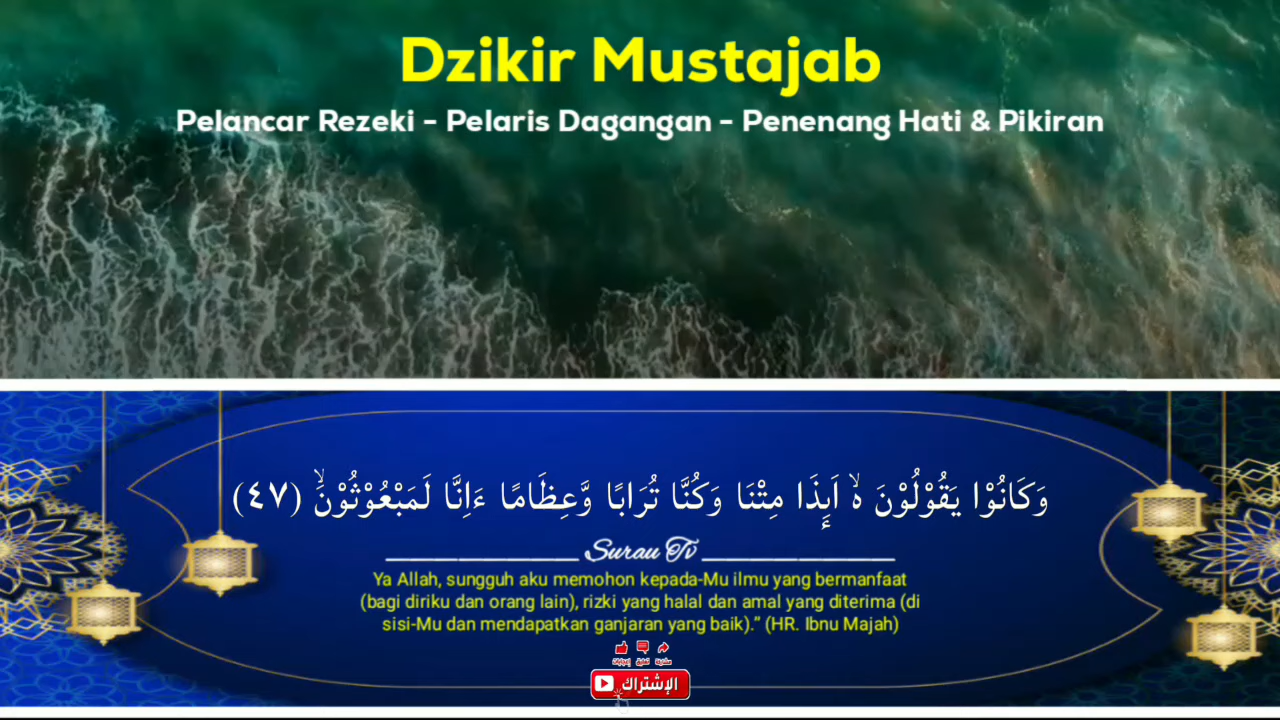 Dzikir Mustajab
Pelancar Rezeki - Pelaris Dagangan - Penenang Hati & Pikiran
وَكَانُوْا يَقُوْلُوْنَ ەۙ اَىِٕذَا مِتْنَا وَكُنَّا تُرَابًا وَّعِظَامًا ءَاِنَّا لَمَبْعُوْثُوْنَۙ (٤٧)
Surau Tv
Ya Allah, sungguh aku memohon kepada-Mu ilmu yang bermanfaat
(bagi diriku dan orang lain), rizki yang halal dan amal yang diterima (di
sisi-Mu dan mendapatkan ganjaran yang baik).” (HR. Ibnu Majah)
الإشتراك